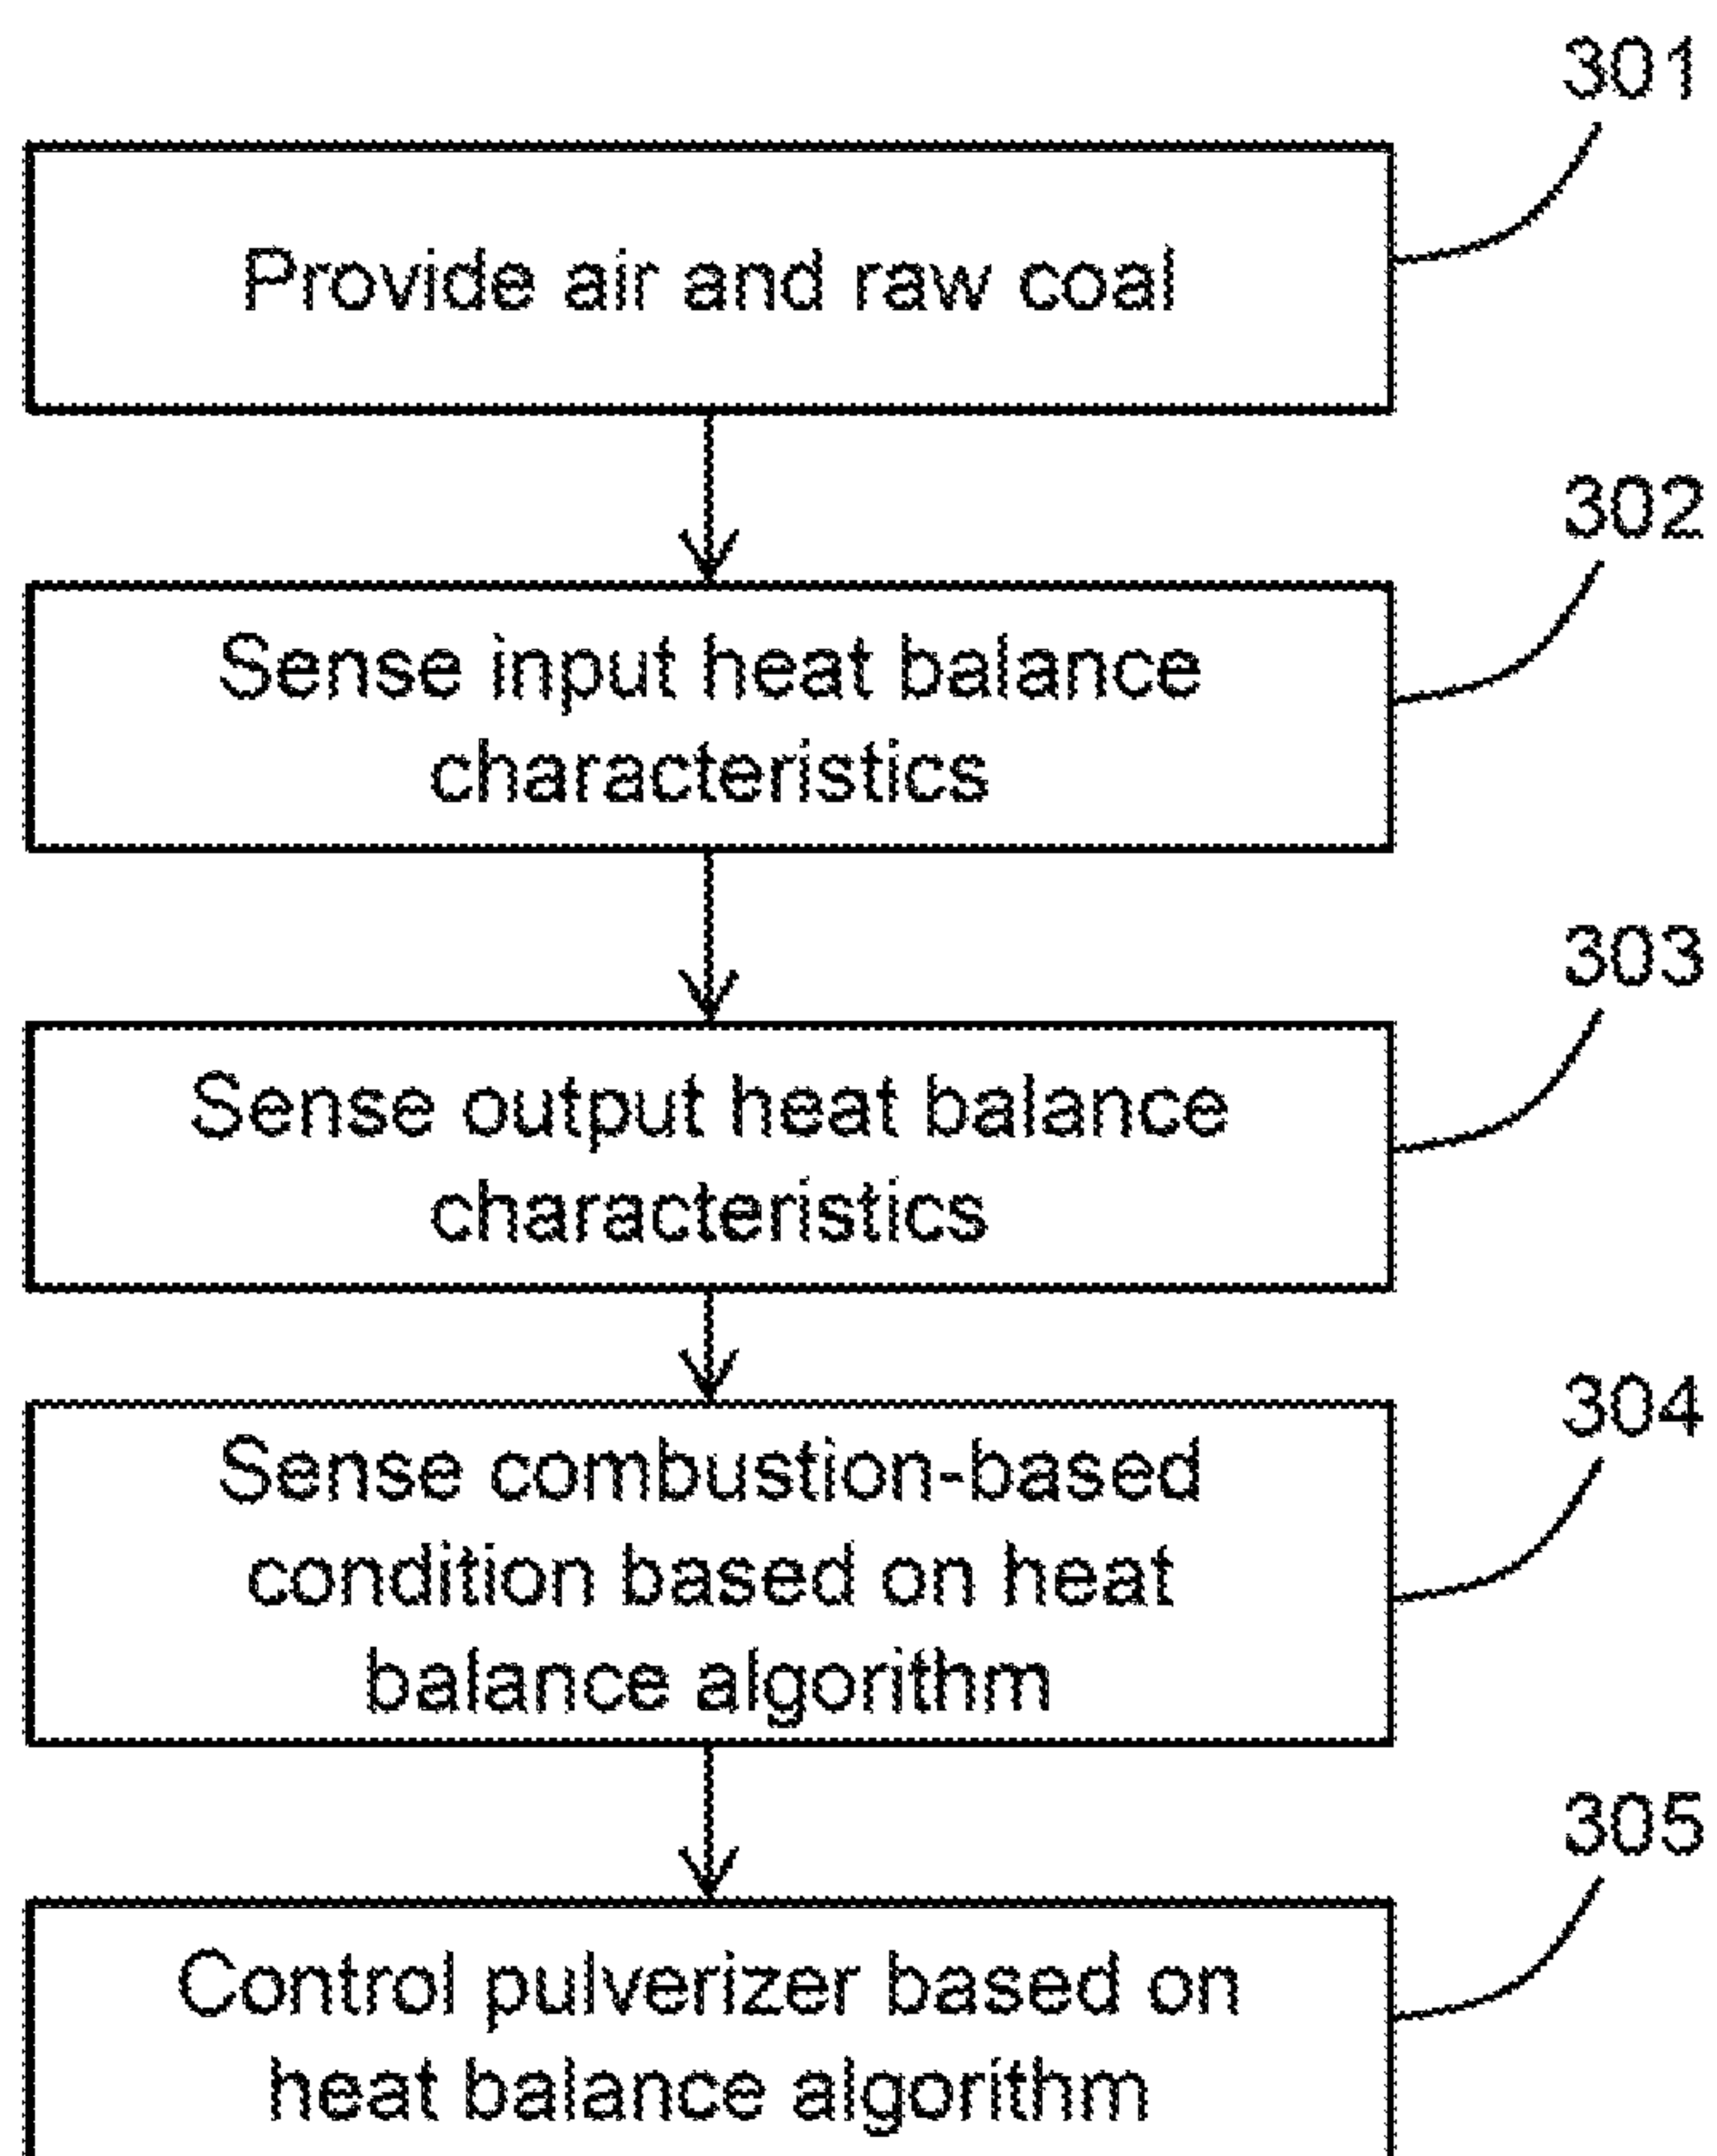 301
Provide air and raw coal
302
Sense input heat balance
characteristics
303
Sense output heat balance
characteristics
304
Sense combustion-based
condition based on heat
balance algorithm
305
Control pulverizer based on
heat balance algorithm